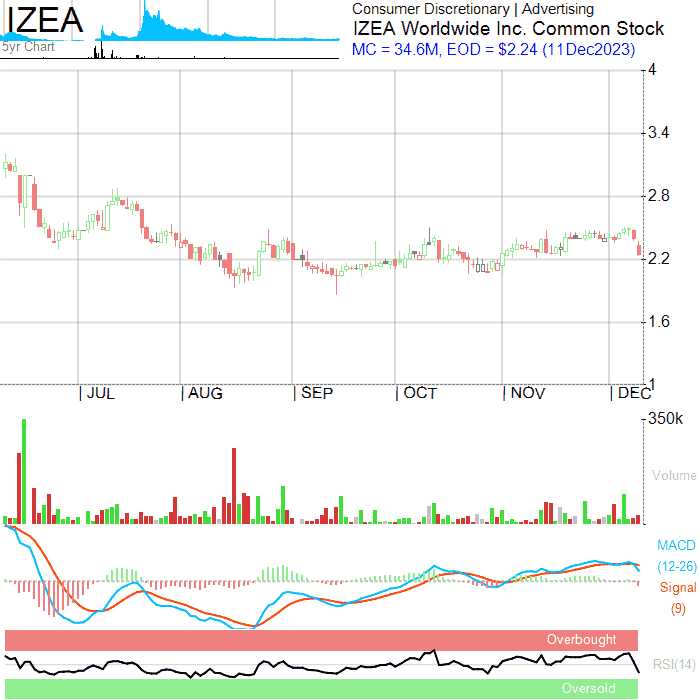 IZEA
5yr Chart
Consumer Discretionary | Advertising
IZEA Worldwide Inc. Common Stock
MC = 34.6M, EOD = $2.24 (11Dec2023)
4
3.4
2.8
2.2
1.6
1
| JUL | AUG | SEP | OCT | NOV | DEC
350k
Volume
MACD
(12-26)
Signal
(9)
Overbought
RSI(14)
Oversold